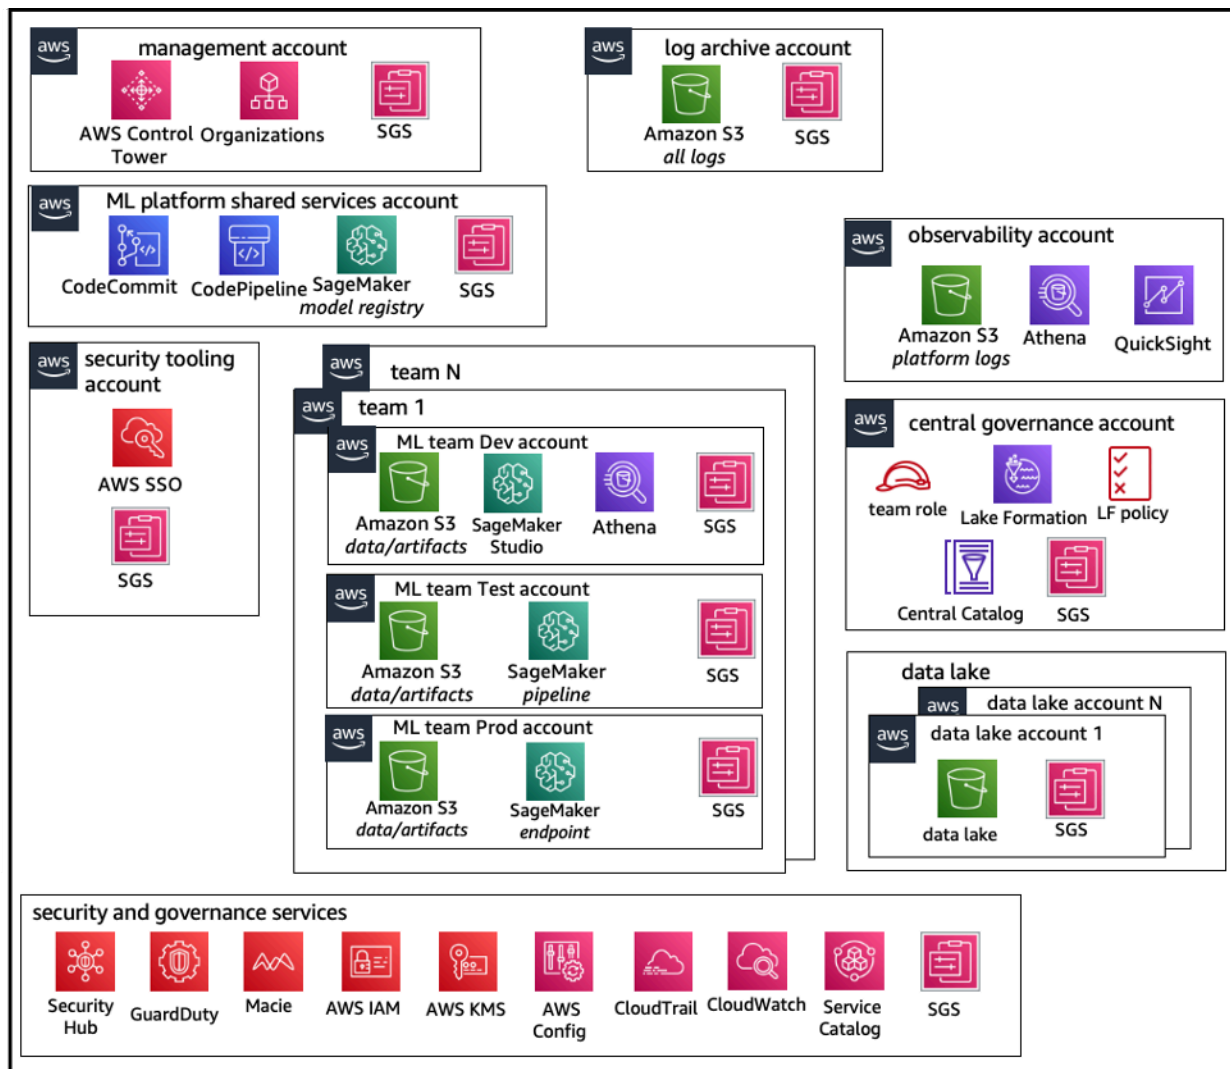 aws
management account
AWS Control
Tower
Organizations
SGS
aws
log archive account
Amazon S3
all logs
SGS
aws
ML platform shared services account
CodeCommit
CodePipeline
SageMaker
model registry
SGS
aws
observability account
Amazon S3
platform logs
Athena
QuickSight
aws
security tooling
account
AWS SSO
SGS
aws
team N
aws
team 1
aws
ML team Dev account
Amazon S3
data/artifacts
SageMaker
Studio
Athena
SGS
aws
ML team Test account
Amazon S3
data/artifacts
SageMaker
pipeline
SGS
aws
ML team Prod account
Amazon S3
data/artifacts
SageMaker
endpoint
SGS
aws
central governance account
team role
Lake Formation
LF policy
Central Catalog
SGS
data lake
aws
data lake account N
aws
data lake account 1
data lake
SGS
security and governance services
Security
Hub
GuardDuty
Macie
AWS IAM
AWS KMS
AWS
Config
CloudTrail
CloudWatch
Service
Catalog
SGS